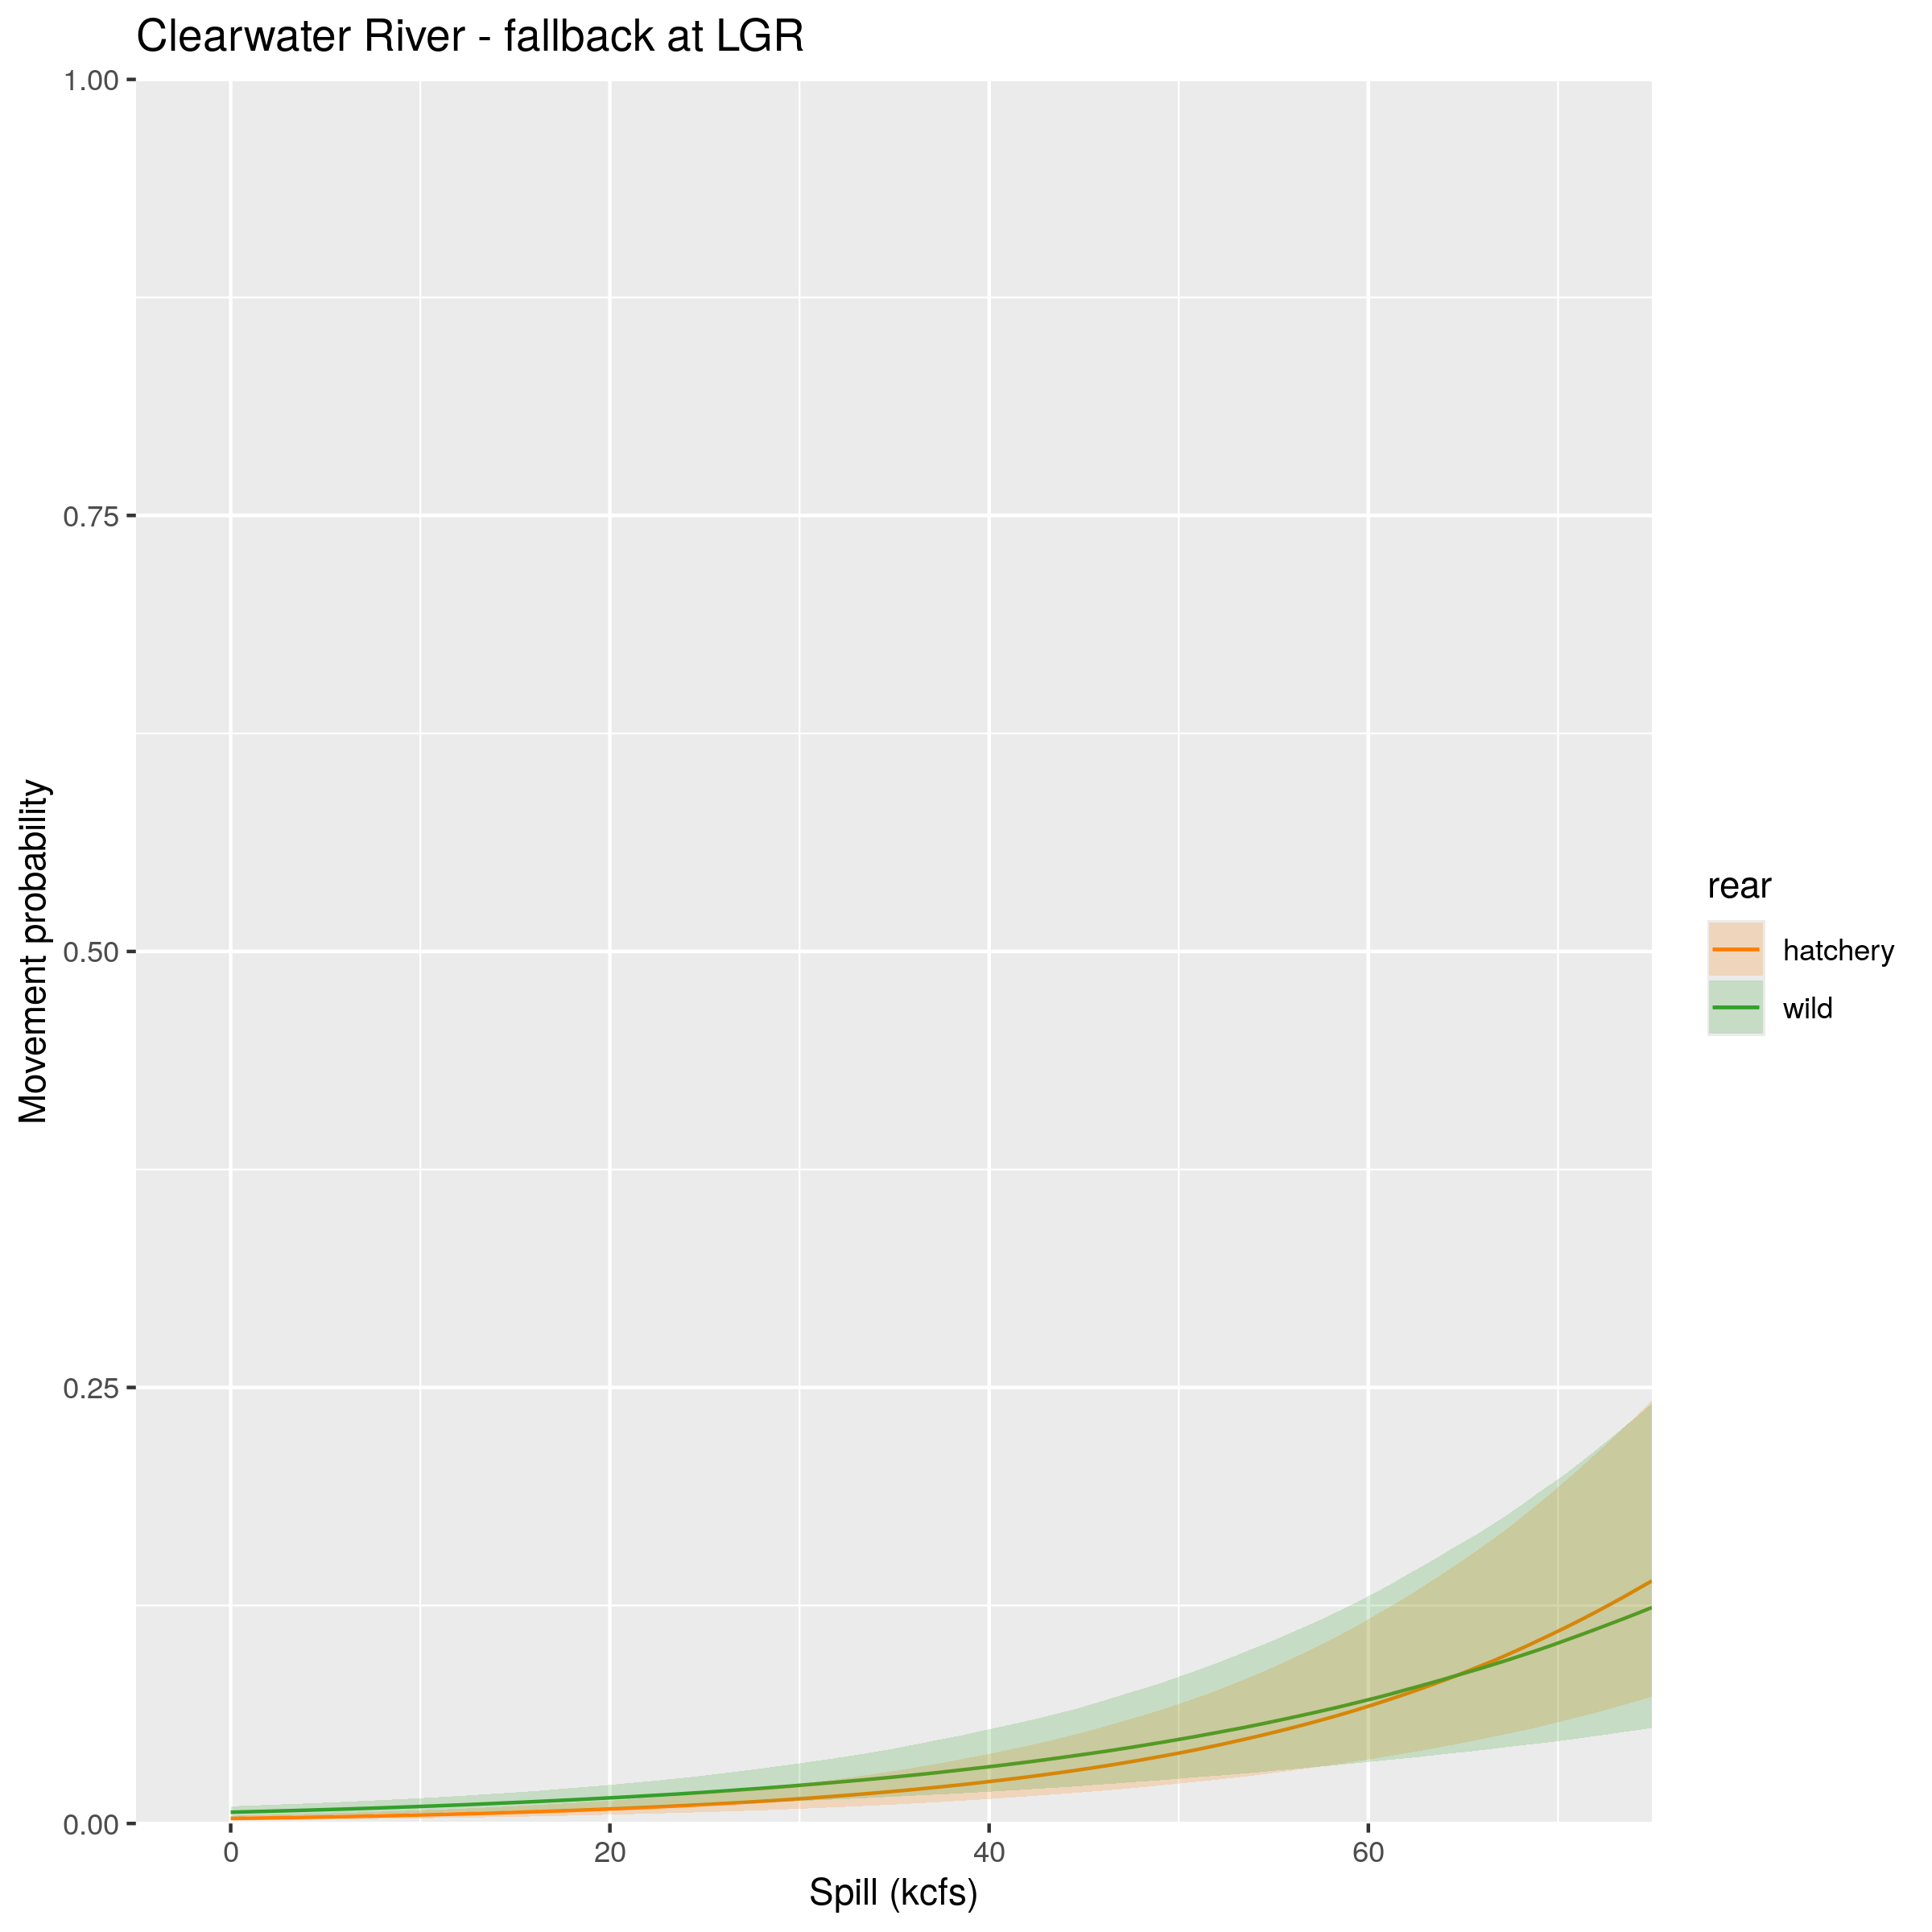 Clearwater River - fallback at LGR
1.00
0.75
0.50
0.25
0.00
Movement probability
0 20 40 60
Spill (kcfs)
rear
hatchery
wild